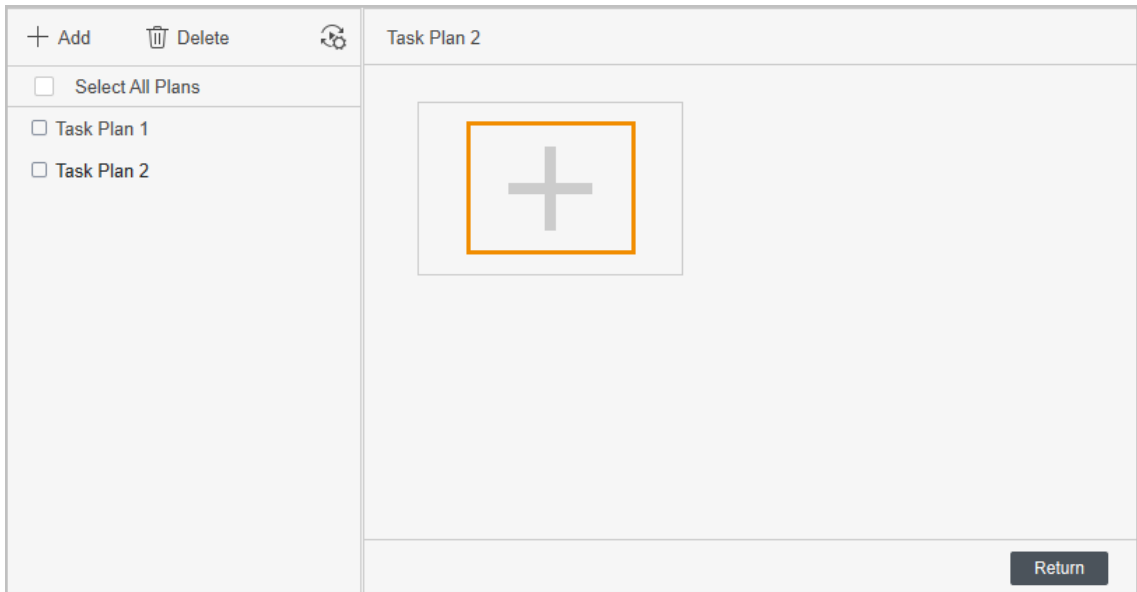 Add Delete
Select All Plans
Task Plan 1
Task Plan 2
Task Plan 2
Return